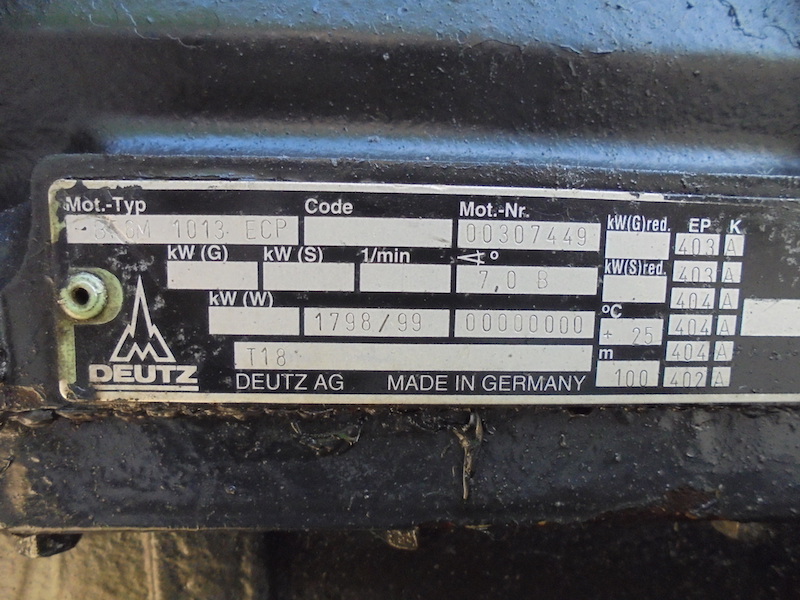 Mot.-Typ Code Mot.-Nr. kW(G)red. EP K
1013 ECP 00307449 403 A
kW (G) kW (S) 1/min ∢ º kW(S)red. 403 A
7,0 B 404 A
kW (W) ºC
1798/99 00000000 + 25 404 A
m 404 A
T18 100 402 A
DEUTZ
DEUTZ AG MADE IN GERMANY